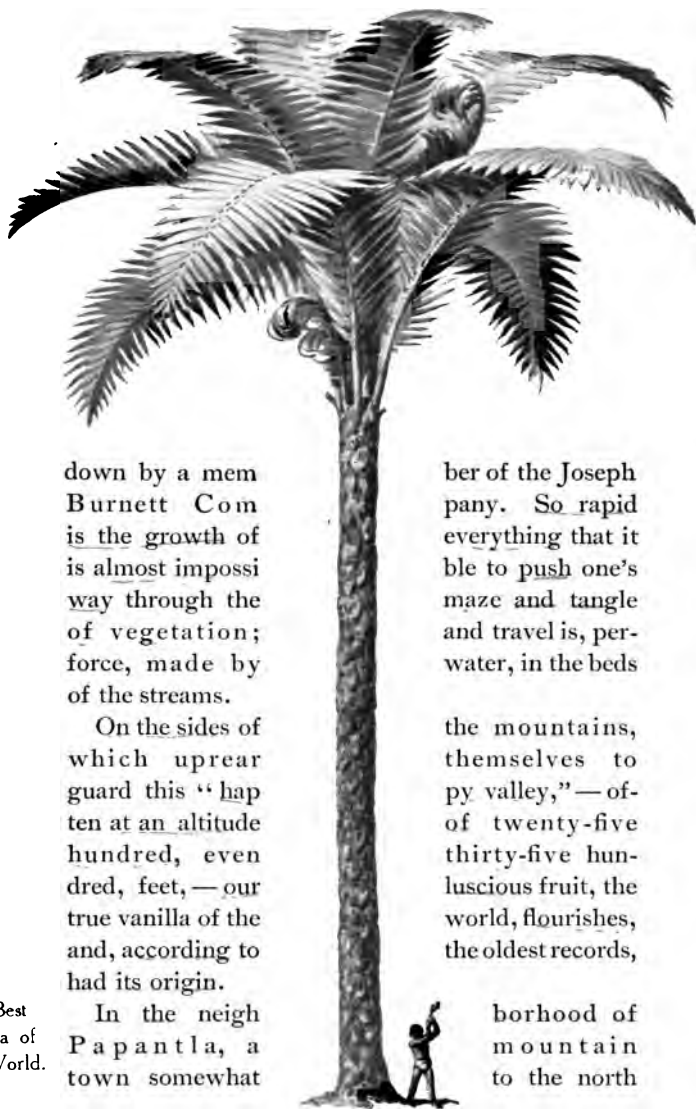 down by a mem ber of the Joseph
Burnett Com pany. So rapid
is the growth of everything that it
is almost impossi ble to push one's
way through the maze and tangle
of vegetation; and travel is, per-
force, made by water, in the beds
of the streams.
On the sides of the mountains,
which uprear themselves to
guard this “hap py valley,”—of-
ten at an altitude of twenty-five
hundred, even thirty-five hun-
dred, feet,—our luscious fruit, the
true vanilla of the world, flourishes,
and, according to the oldest records,
had its origin.
In the neigh borhood of
Papantla, a mountain
town somewhat to the north
Best
a of
World.